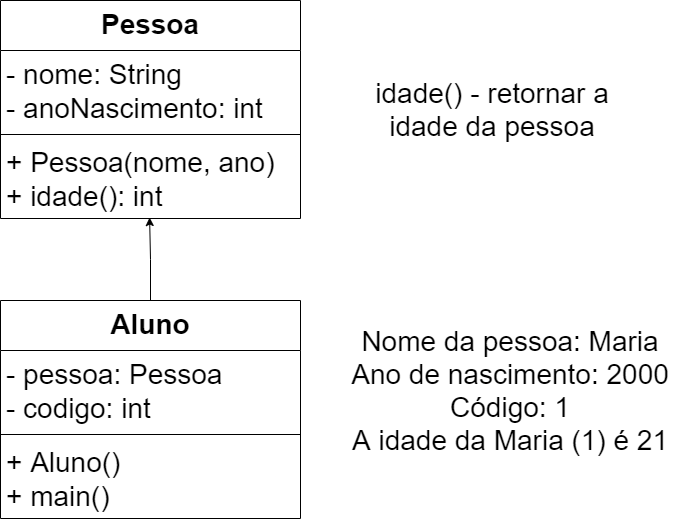 Pessoa
- nome: String
- anoNascimento: int
+ Pessoa(nome, ano)
+ idade(): int
idade() - retornar a
idade da pessoa
Aluno
- pessoa: Pessoa
- codigo: int
+ Aluno()
+ main()
Nome da pessoa: Maria
Ano de nascimento: 2000
Código: 1
A idade da Maria (1) é 21